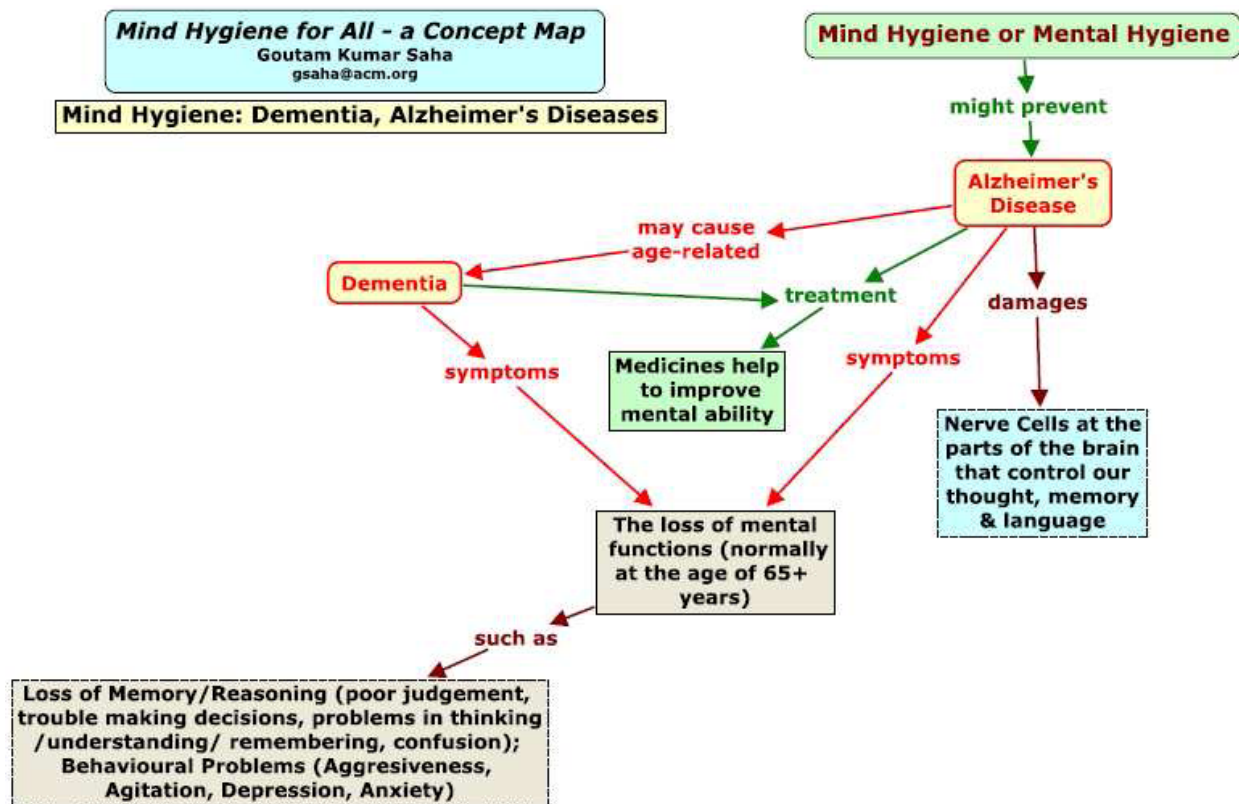 Mind Hygiene for All - a Concept Map
Goutam Kumar Saha
gsaha@acm.org
Mind Hygiene: Dementia, Alzheimer's Diseases
Mind Hygiene or Mental Hygiene
might prevent
Alzheimer's
Disease
may cause
age-related
Dementia
treatment
damages
symptoms
Medicines help
to improve
mental ability
symptoms
Nerve Cells at the
parts of the brain
that control our
thought, memory
& language
The loss of mental
functions (normally
at the age of 65+
years)
such as
Loss of Memory/Reasoning (poor judgement,
trouble making decisions, problems in thinking
/understanding/ remembering, confusion);
Behavioural Problems (Aggresiveness,
Agitation, Depression, Anxiety)